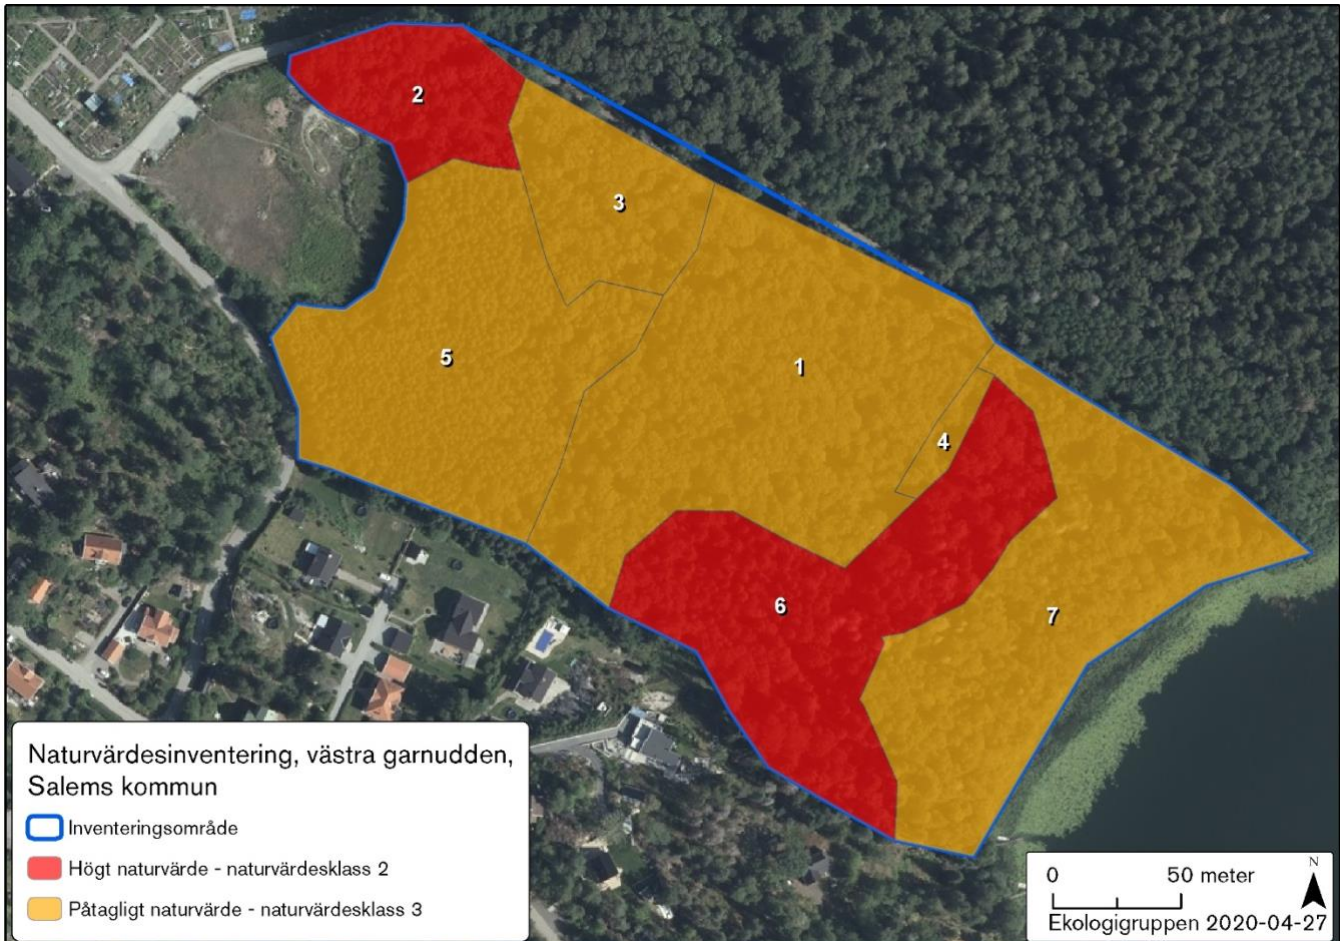 2
3
1
5
4
6
7
Naturvärdesinventering, västra garnudden,
Salems kommun
Inventeringsområde
Högt naturvärde - naturvärdesklass 2
Påtagligt naturvärde - naturvärdesklass 3
N
0 50 meter
Ekologigruppen 2020-04-27